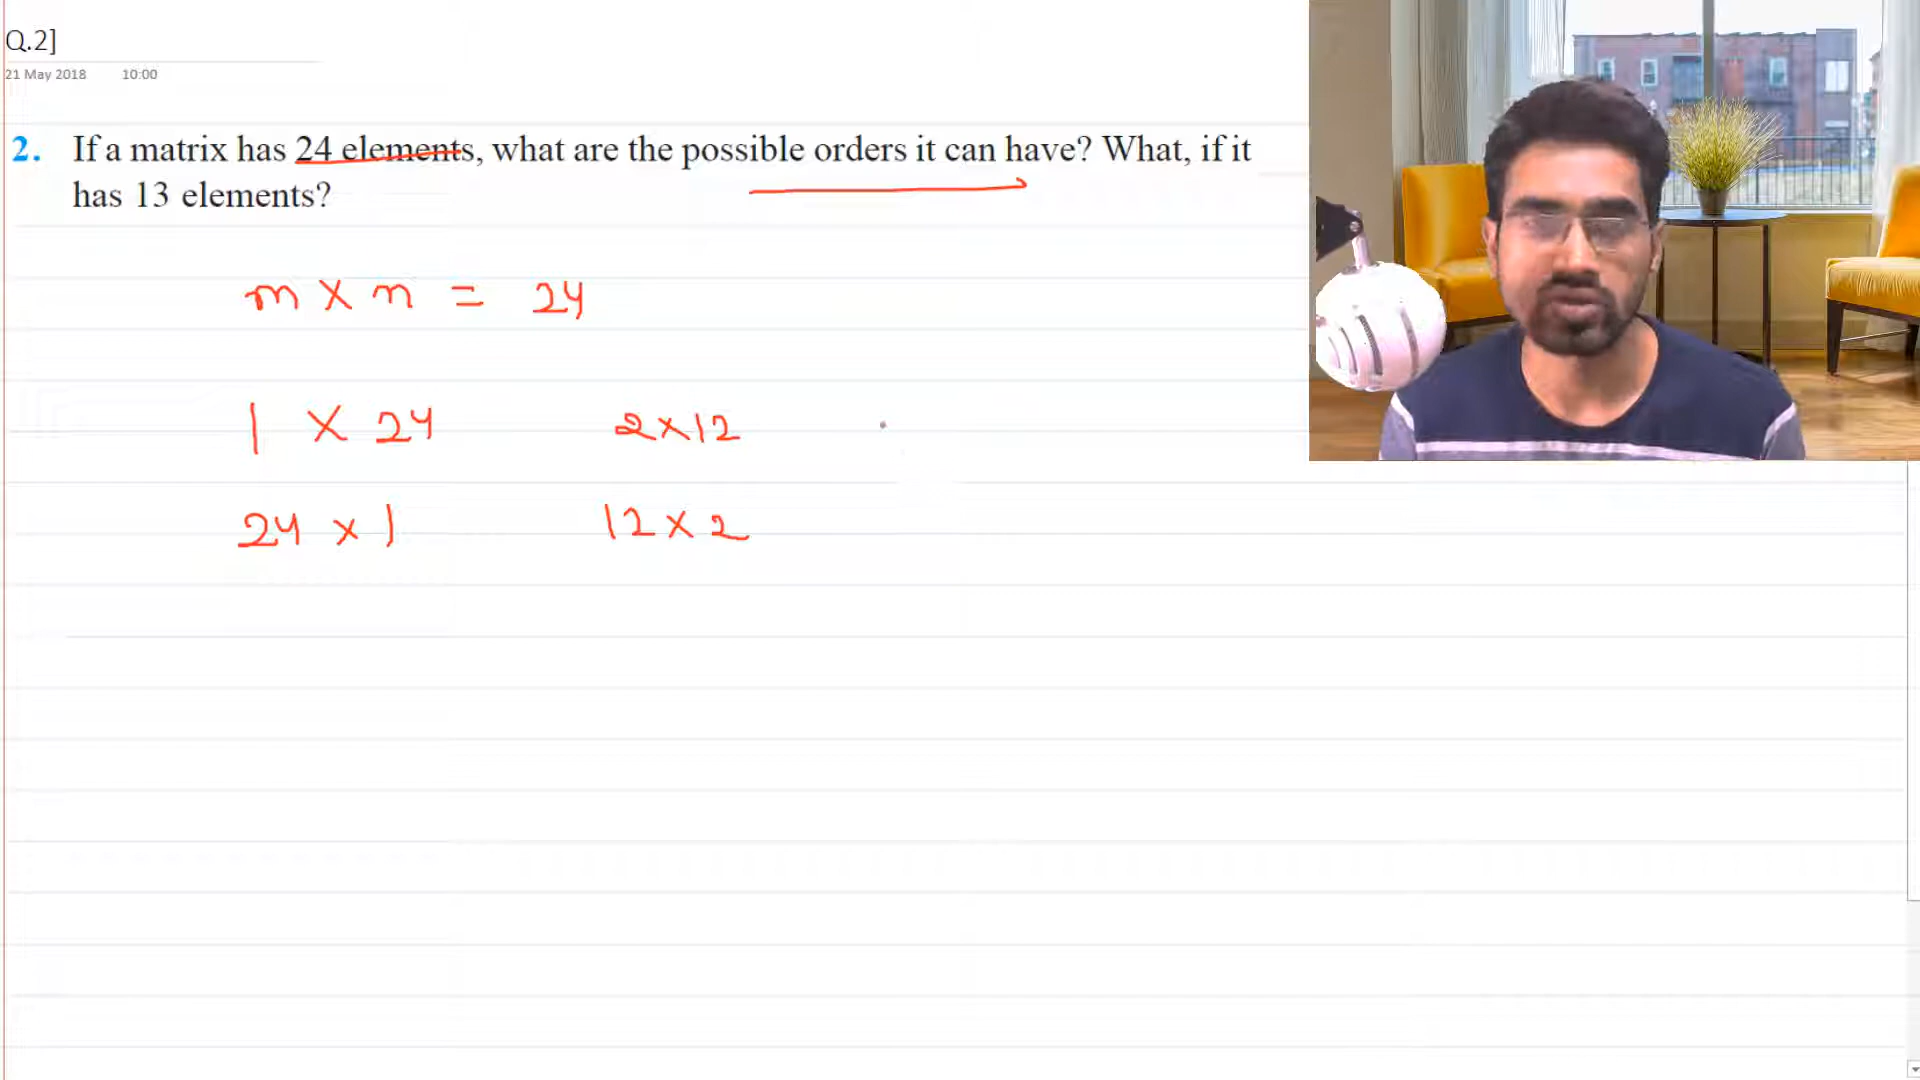 Q.2]
21 May 2018 10:00
2. If a matrix has 24 elements, what are the possible orders it can have? What, if it
has 13 elements?
m × n = 24
1 × 24 2×12
24 × 1 12 × 2